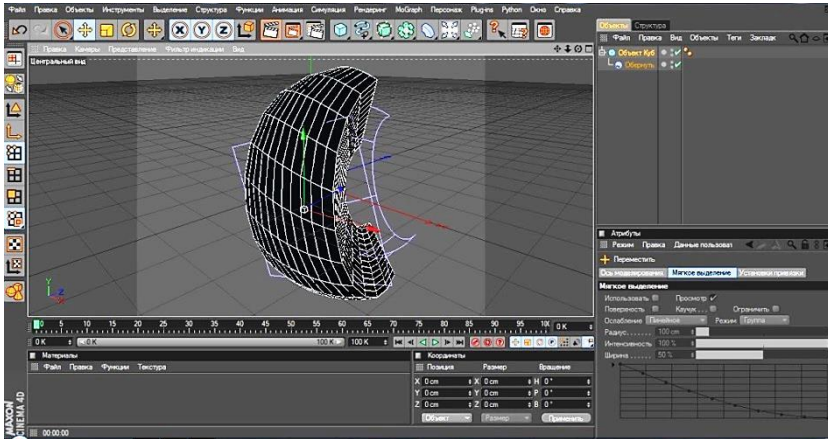 Файл Правка Объекты Инструменты Выделение Структура Функции Анимация Симуляция Рендеринг MoGraph Персонаж Plug-ins Python Окно Справка
Правка Камеры Представление Фильтр индикации Вид
Центральный вид
Y
Z
X
0 5 10 15 20 25 30 35 40 45 50 55 60 65 70 75 80 85 90 95 100 0 K
0 K 0 K 100 K 100 K
Материалы
Файл Правка Функции Текстура
Координаты
Позиция Размер Вращение
X 0 cm X 0 cm H 0 °
Y 0 cm Y 0 cm P 0 °
Z 0 cm Z 0 cm B 0 °
Объект Размер Применить
Объекты Структура
Файл Правка Вид Объекты Теги Закладк
Объект Куб
Обернуть
Атрибуты
Режим Правка Данные пользоват
Переместить
Ось моделирования Мягкое выделение Установки привязки
Мягкое выделение
Использовать Просмотр
Поверхность Каучук . . . Ограничить
Ослабление Линейное Режим Группа
Радиус. . . . . . . 100 cm
Интенсивность 100 %
Ширина . . . . . . 50 %
MAXON
CINEMA 4D
00:00:00